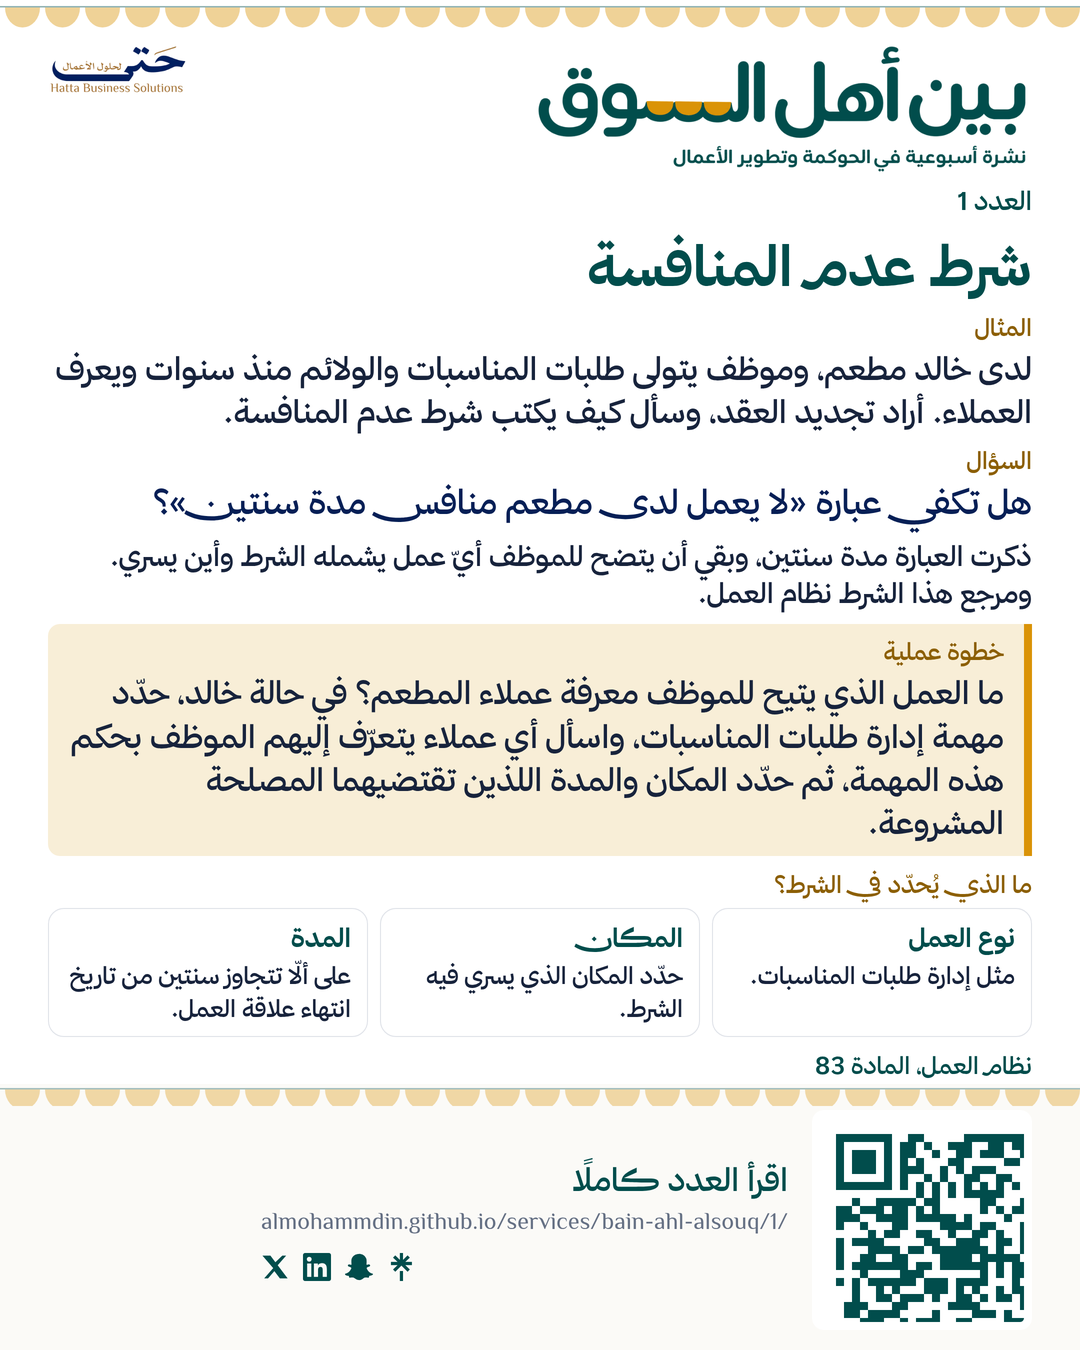 حتى
لحلول الأعمال
Hatta Business Solutions
بين أهل السوق
نشرة أسبوعية في الحوكمة وتطوير الأعمال
العدد 1
شرط عدم المنافسة
المثال
لدى خالد مطعم، وموظف يتولى طلبات المناسبات والولائم منذ سنوات ويعرف
العملاء. أراد تجديد العقد، وسأل كيف يكتب شرط عدم المنافسة.
السؤال
هل تكفي عبارة «لا يعمل لدى مطعم منافس مدة سنتين»؟
ذكرت العبارة مدة سنتين، وبقي أن يتضح للموظف أيّ عمل يشمله الشرط وأين يسري.
ومرجع هذا الشرط نظام العمل.
خطوة عملية
ما العمل الذي يتيح للموظف معرفة عملاء المطعم؟ في حالة خالد، حدّد
مهمة إدارة طلبات المناسبات، واسأل أي عملاء يتعرّف إليهم الموظف بحكم
هذه المهمة، ثم حدّد المكان والمدة اللذين تقتضيهما المصلحة
المشروعة.
ما الذي يُحدّد في الشرط؟
نوع العمل
مثل إدارة طلبات المناسبات.
المكان
حدّد المكان الذي يسري فيه
الشرط.
المدة
على ألّا تتجاوز سنتين من تاريخ
انتهاء علاقة العمل.
نظام العمل، المادة 83
اقرأ العدد كاملًا
almohammdin.github.io/services/bain-ahl-alsouq/1/